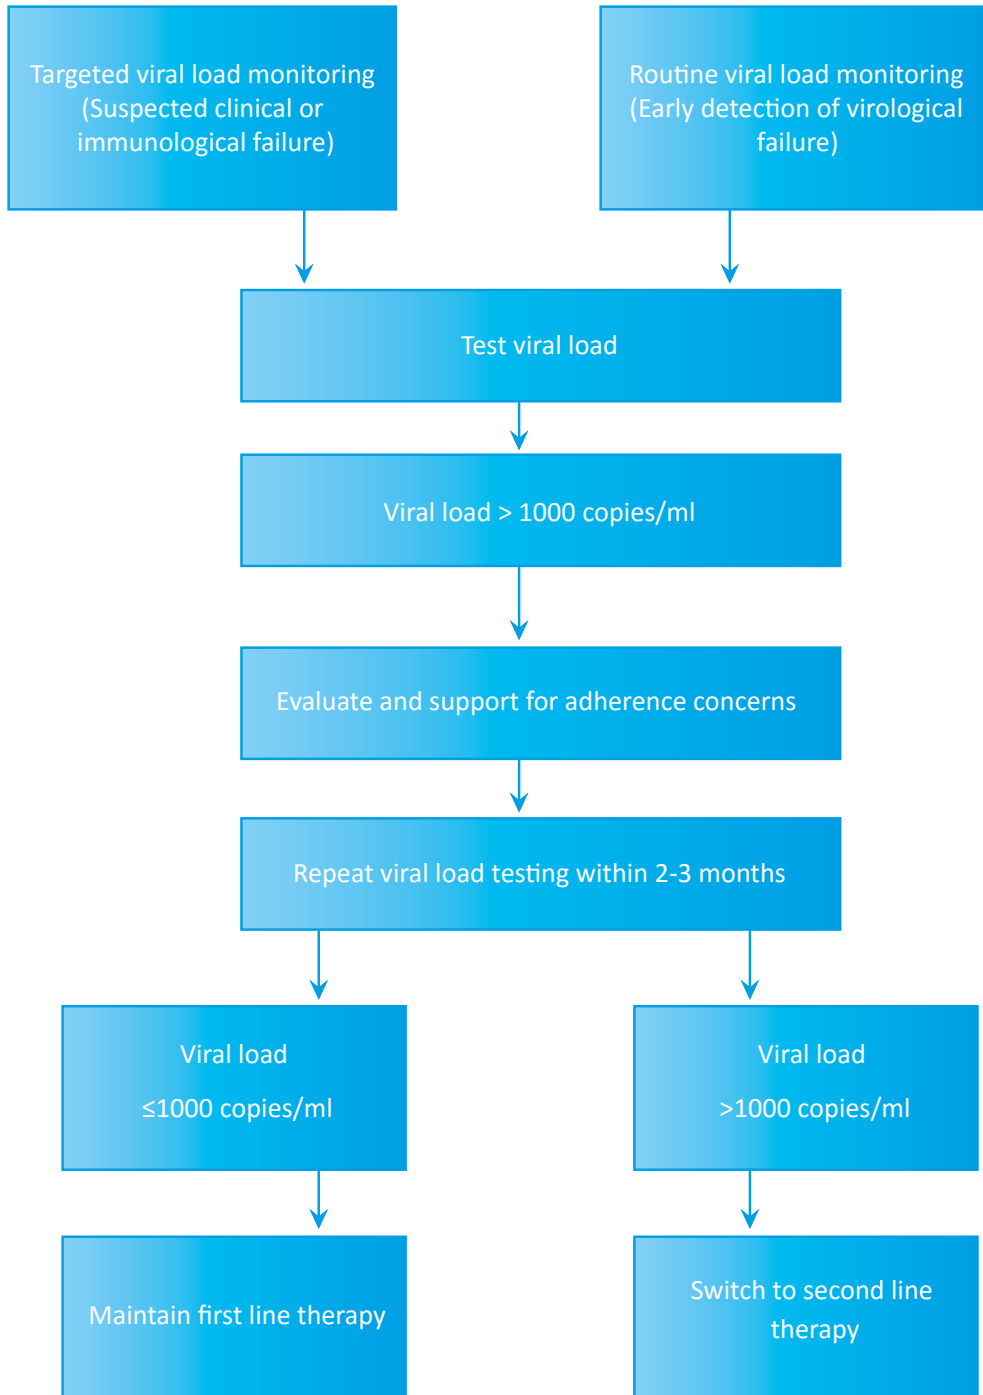 Targeted viral load monitoring
(Suspected clinical or
immunological failure)
Routine viral load monitoring
(Early detection of virological
failure)
Test viral load
Viral load > 1000 copies/ml
Evaluate and support for adherence concerns
Repeat viral load testing within 2-3 months
Viral load
≤1000 copies/ml
Viral load
>1000 copies/ml
Maintain first line therapy
Switch to second line
therapy